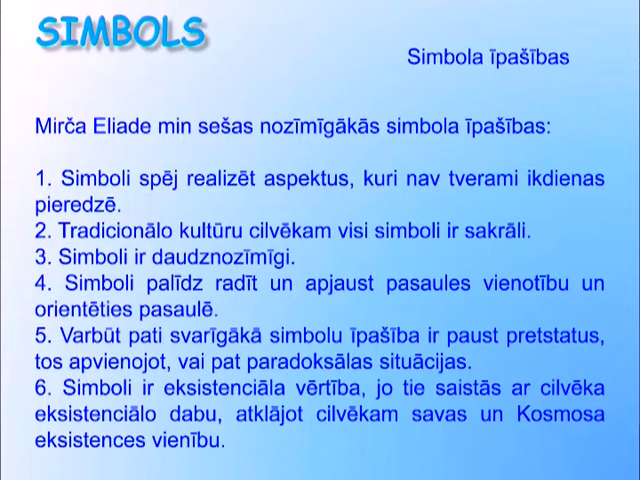 SIMBOLS
Simbola īpašības
Mirča Eliade min sešas nozīmīgākās simbola īpašības:
1. Simboli spēj realizēt aspektus, kuri nav tverami ikdienas
pieredzē.
2. Tradicionālo kultūru cilvēkam visi simboli ir sakrāli.
3. Simboli ir daudznozīmīgi.
4. Simboli palīdz radīt un apjaust pasaules vienotību un
orientēties pasaulē.
5. Varbūt pati svarīgākā simbolu īpašība ir paust pretstatus,
tos apvienojot, vai pat paradoksālas situācijas.
6. Simboli ir eksistenciāla vērtība, jo tie saistās ar cilvēka
eksistenciālo dabu, atklājot cilvēkam savas un Kosmosa
eksistences vienību.